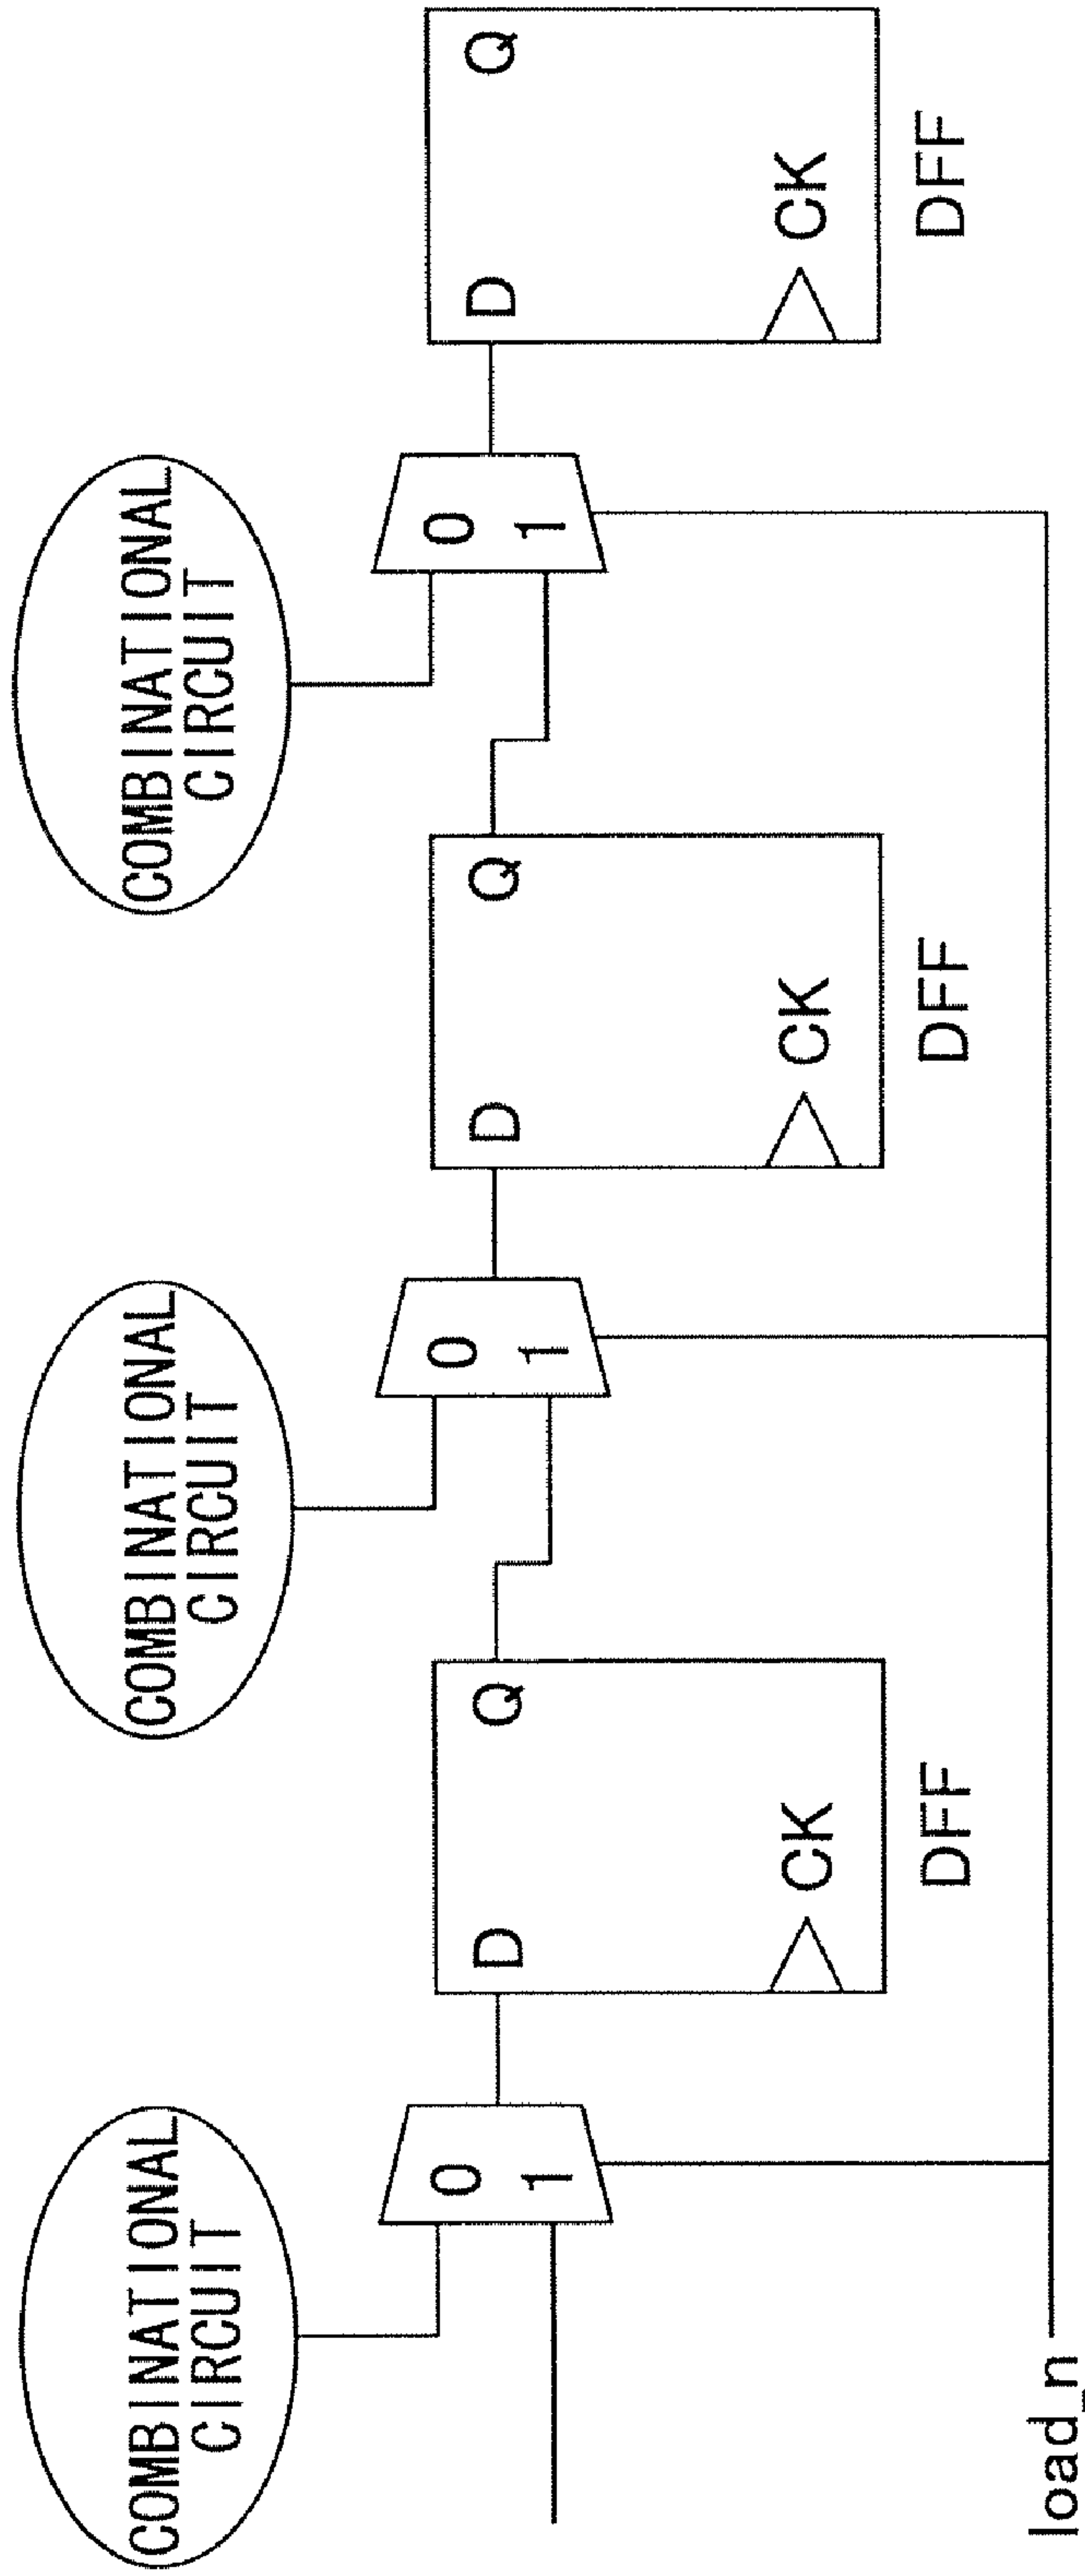 COMBINATIONAL
CIRCUIT
COMBINATIONAL
CIRCUIT
COMBINATIONAL
CIRCUIT
0
1
D
Q
CK
DFF
0
1
D
Q
CK
DFF
0
1
D
Q
CK
DFF
load_n